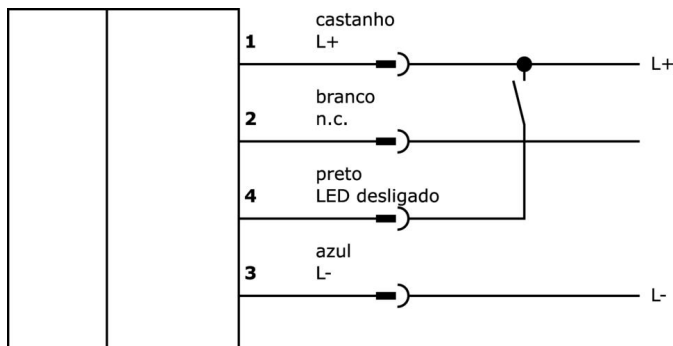 castanho
1 L+ L+
branco
2 n.c.
preto
4 LED desligado
azul
3 L- L-